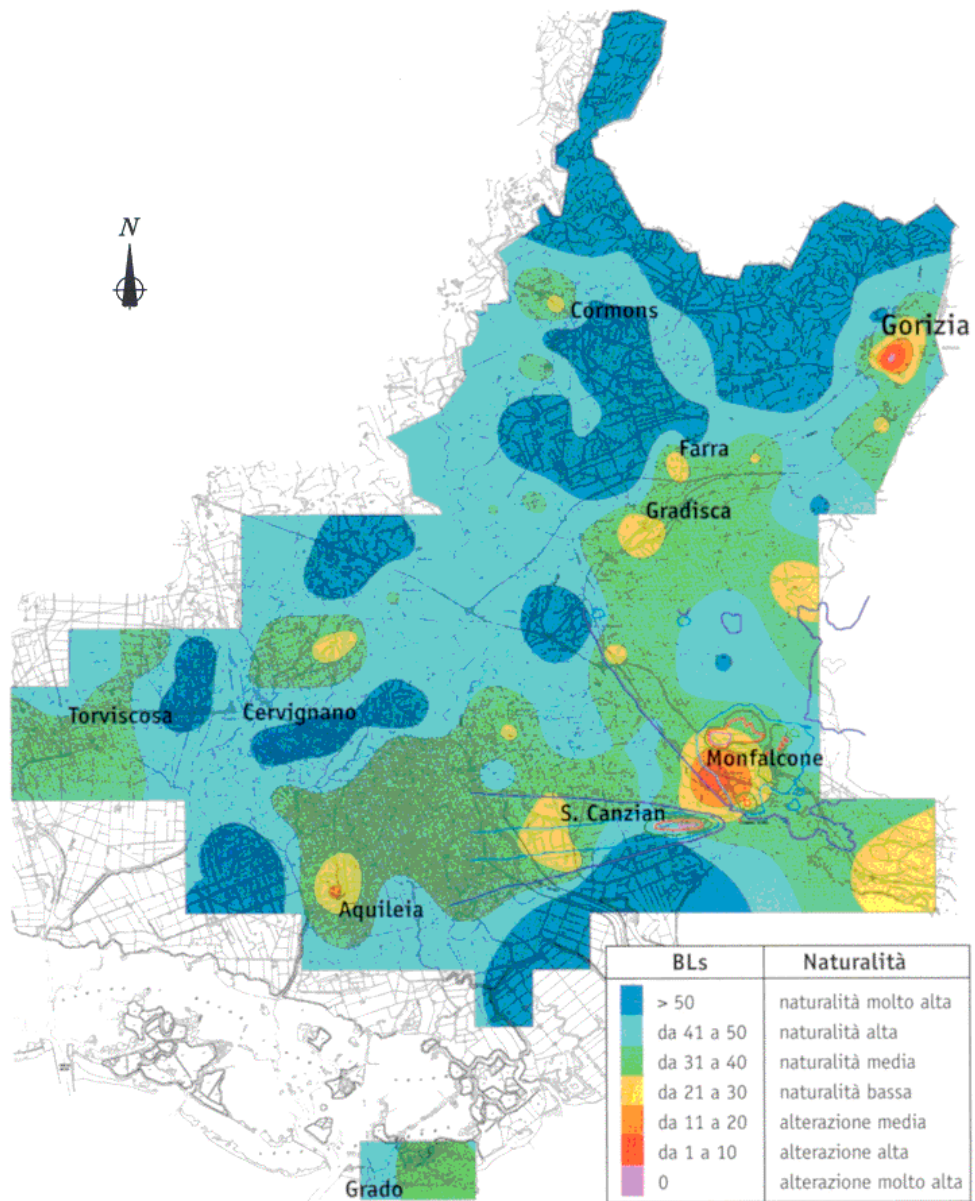 N
Cormons
Gorizia
Farra
Gradisca
Torviscosa
Cervignano
Monfalcone
S. Canzian
Aquileia
Grado
BLs Naturalità
> 50 naturalità molto alta
da 41 a 50 naturalità alta
da 31 a 40 naturalità media
da 21 a 30 naturalità bassa
da 11 a 20 alterazione media
da 1 a 10 alterazione alta
0 alterazione molto alta